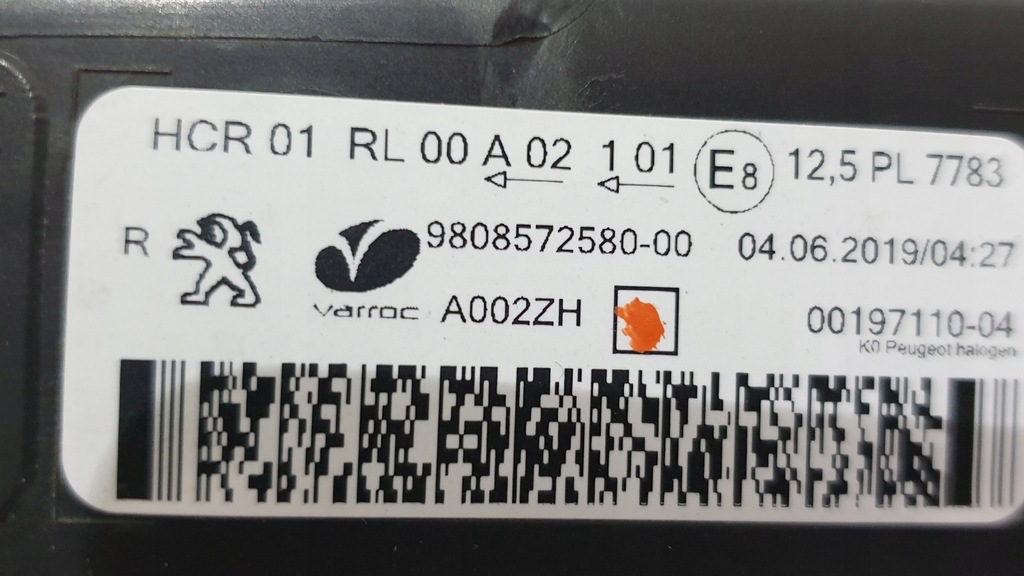 HCR 01 RL 00 A 02 1 01 E8 12,5 PL 7783
R 9808572580-00 04.06.2019/04:27
varroc A002ZH 00197110-04
K0 Peugeot halogen